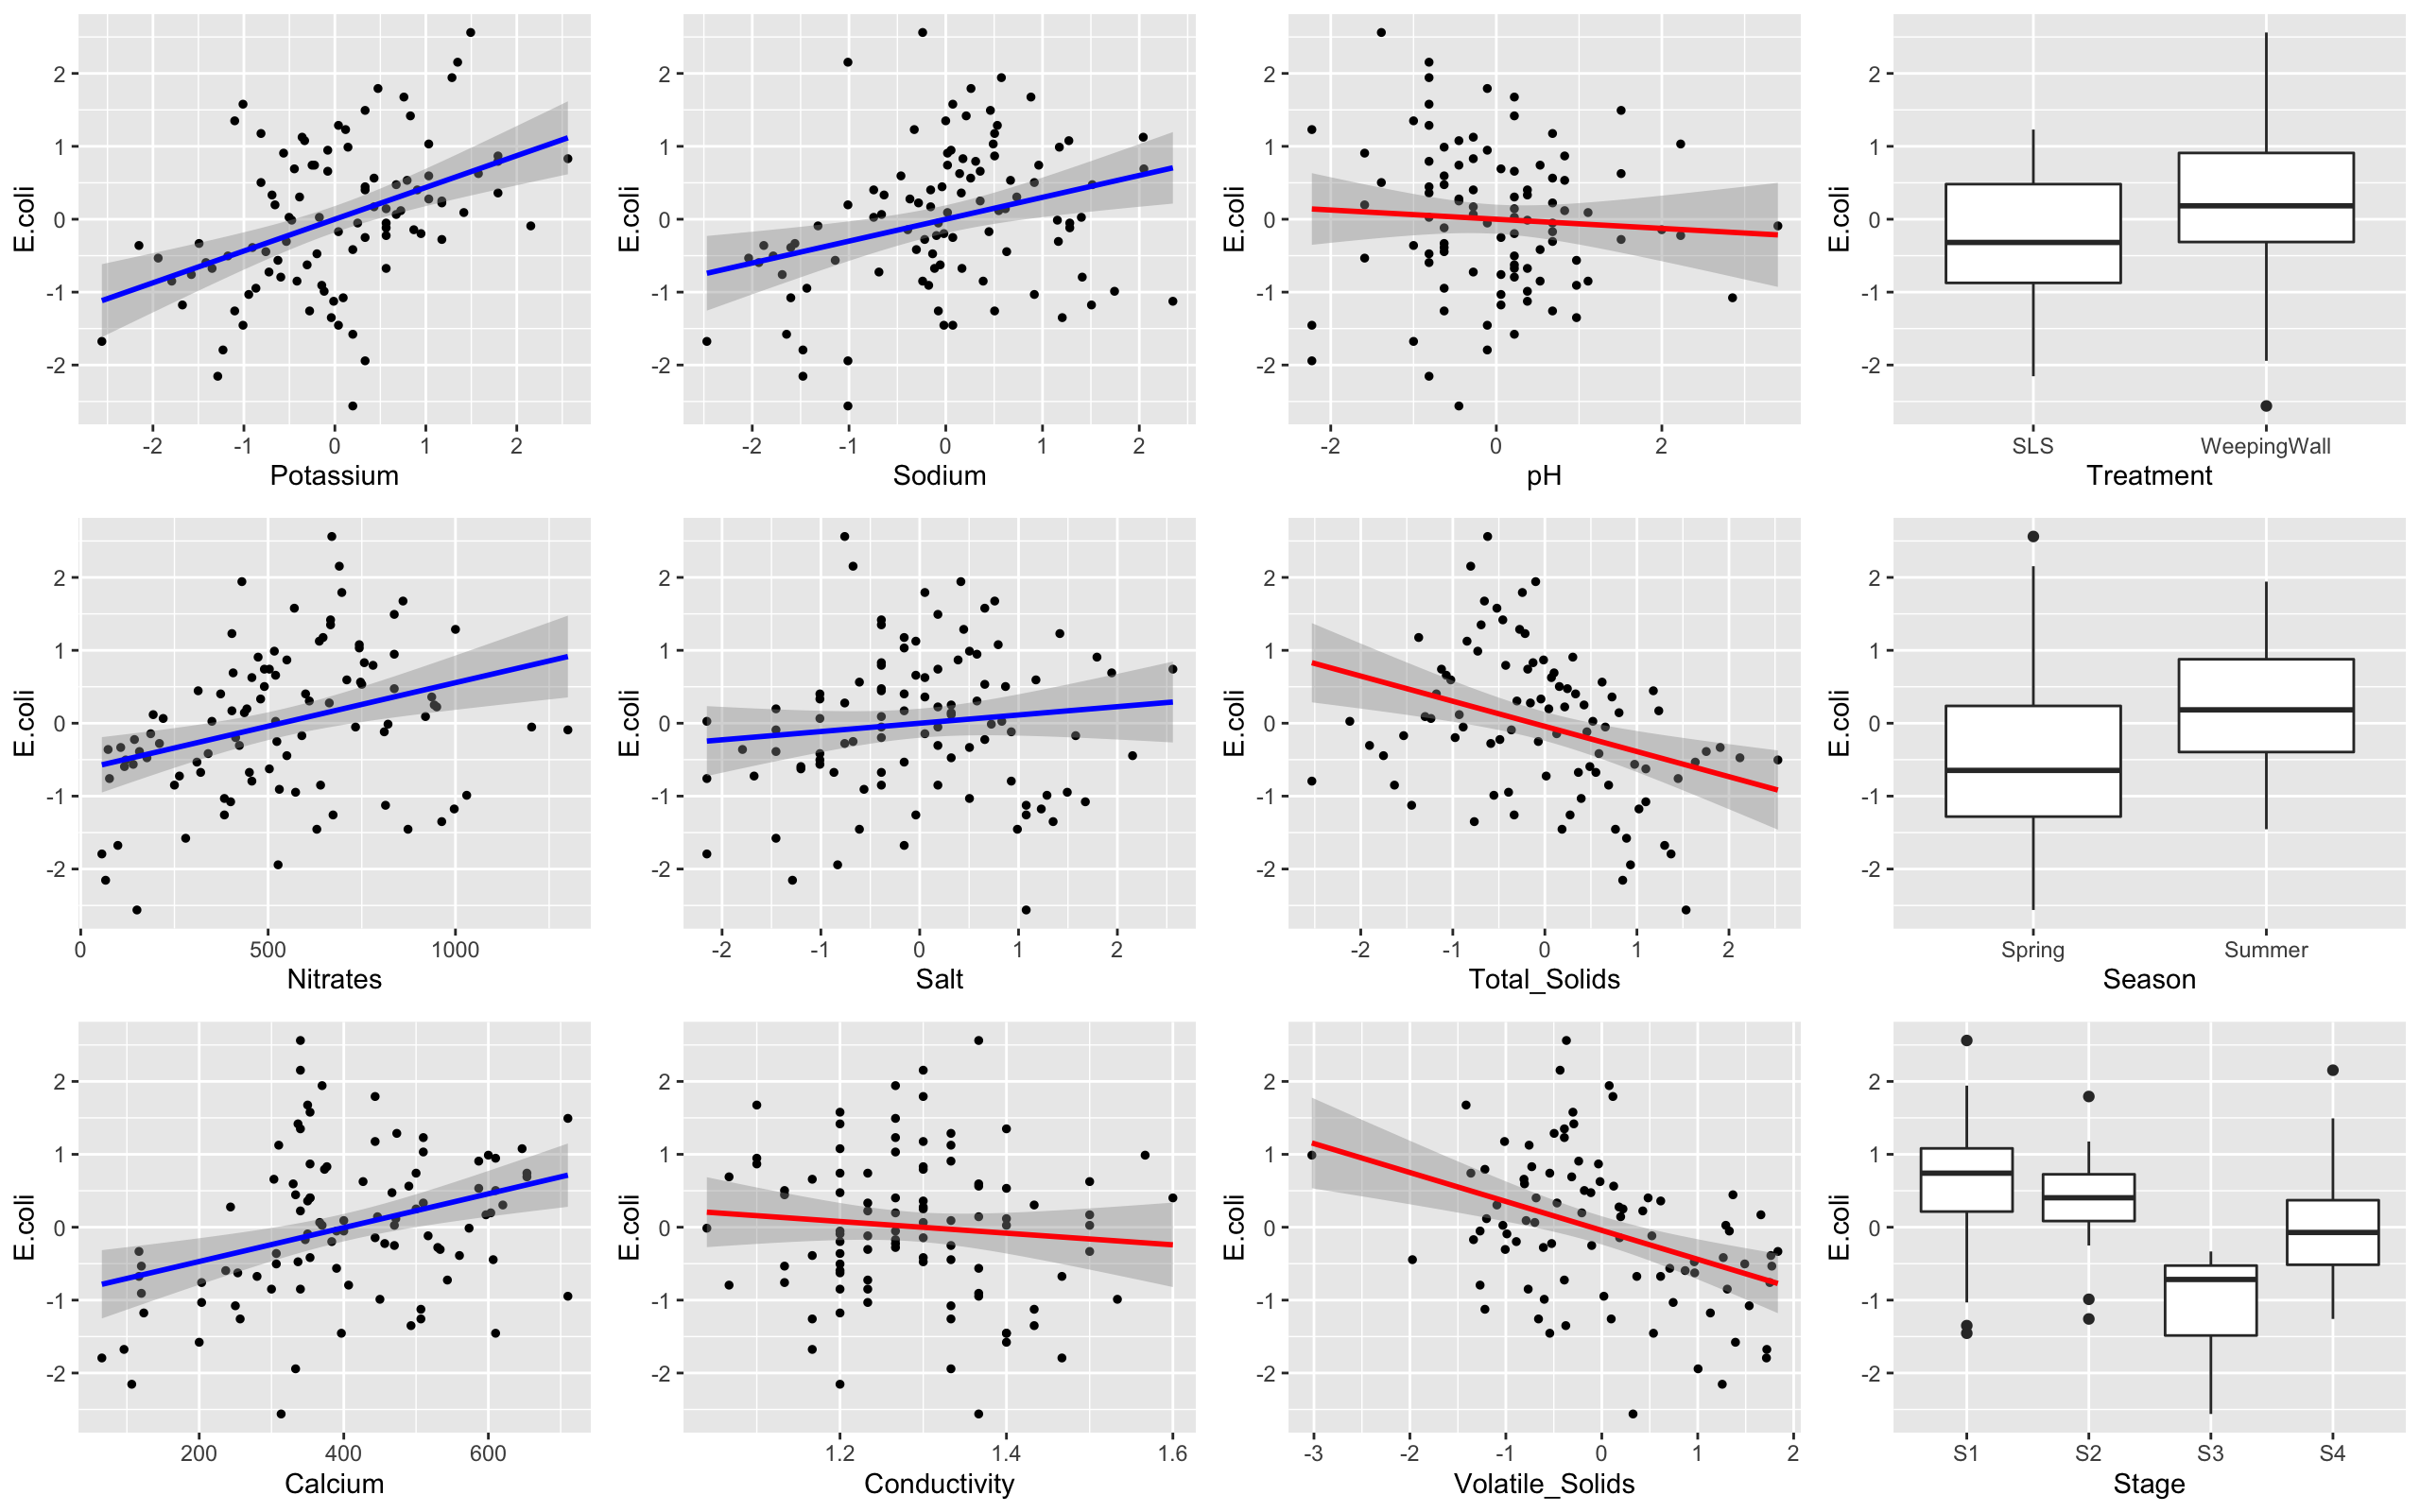 E.coli
2
1
0
-1
-2
-2 -1 0 1 2
Potassium
E.coli
2
1
0
-1
-2
-2 -1 0 1 2
Sodium
E.coli
2
1
0
-1
-2
-2 0 2
pH
E.coli
2
1
0
-1
-2
SLS WeepingWall
Treatment
E.coli
2
1
0
-1
-2
0 500 1000
Nitrates
E.coli
2
1
0
-1
-2
-2 -1 0 1 2
Salt
E.coli
2
1
0
-1
-2
-2 -1 0 1 2
Total_Solids
E.coli
2
1
0
-1
-2
Spring Summer
Season
E.coli
2
1
0
-1
-2
200 400 600
Calcium
E.coli
2
1
0
-1
-2
1.2 1.4 1.6
Conductivity
E.coli
2
1
0
-1
-2
-3 -2 -1 0 1 2
Volatile_Solids
E.coli
2
1
0
-1
-2
S1 S2 S3 S4
Stage